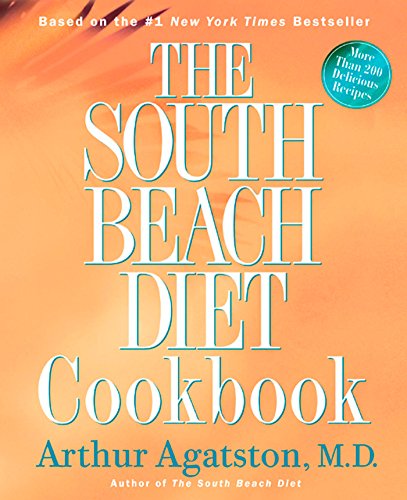 Based on the #1 New York Times Bestseller
THE
SOUTH
BEACH
DIET
Cookbook
More
Than 200
Delicious
Recipes
Arthur Agatston, M.D.
Author of The South Beach Diet